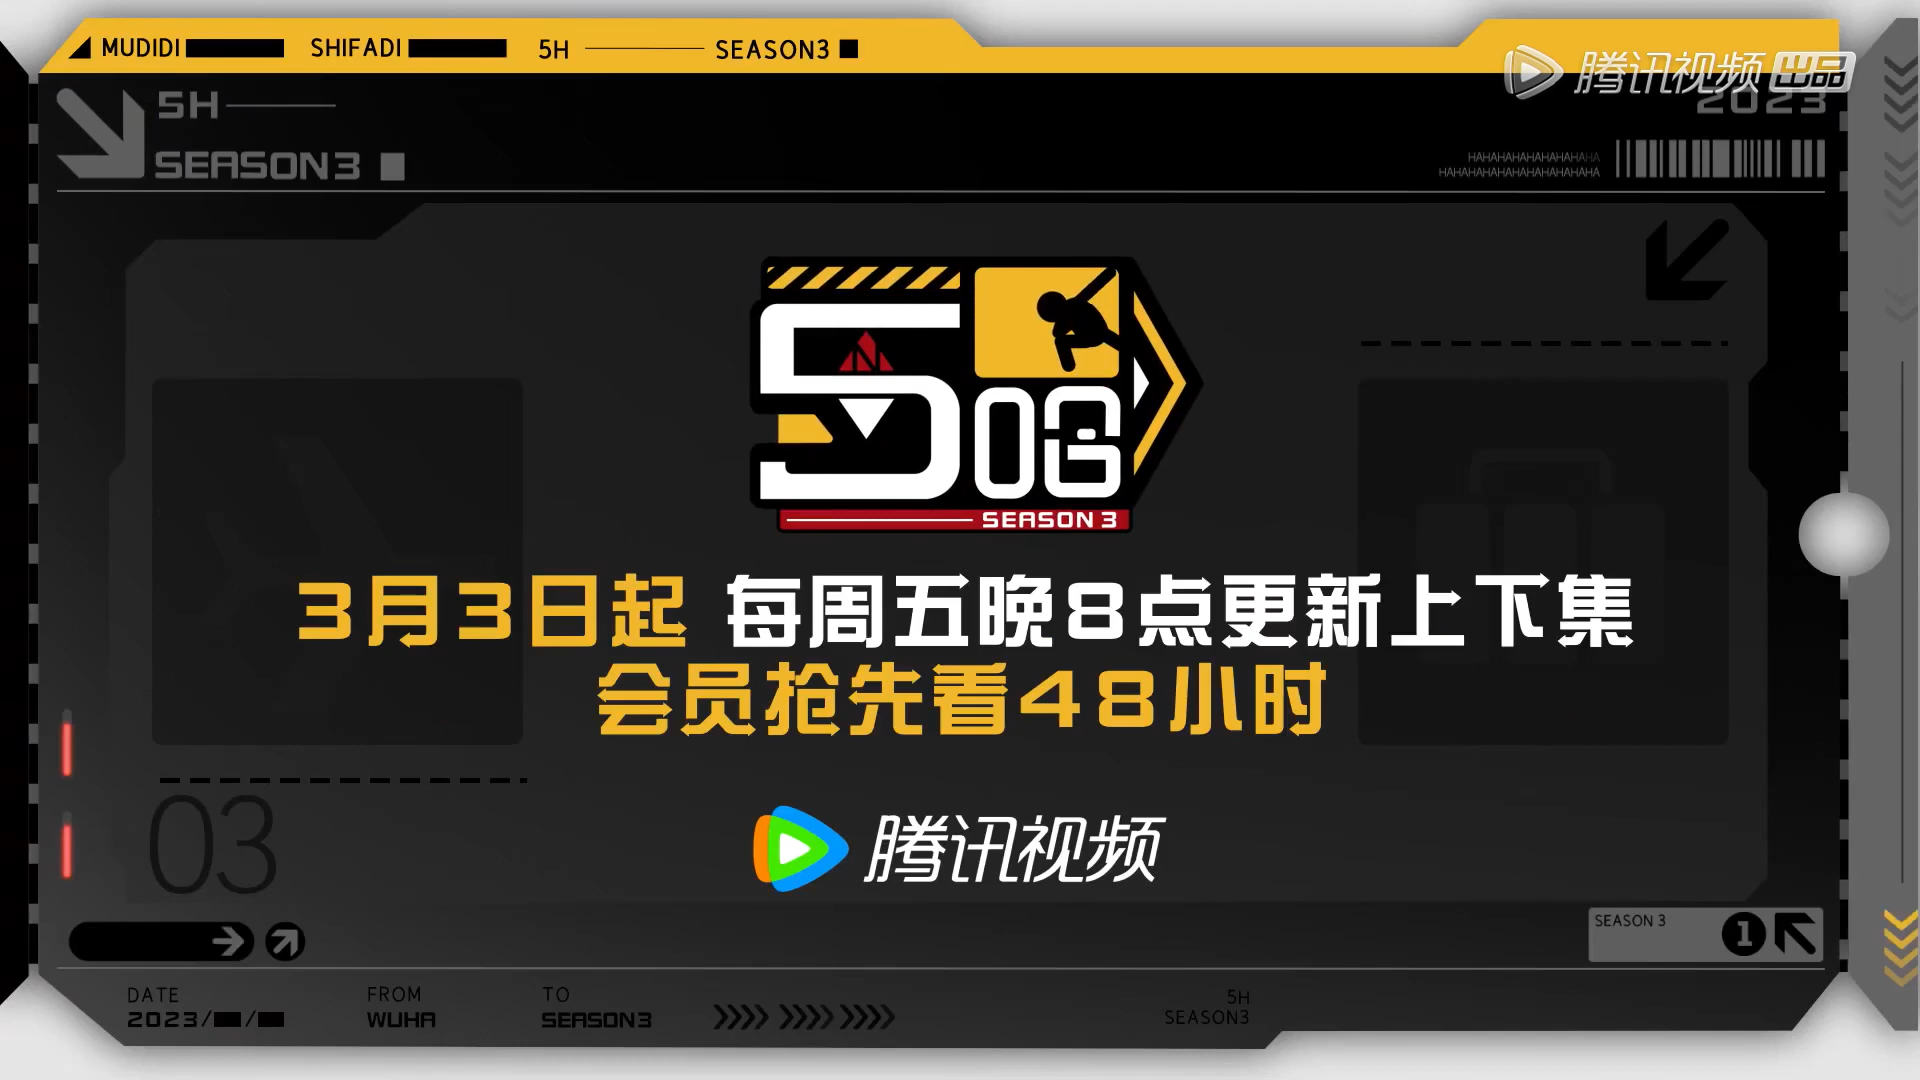 MUDIDI SHIFADI 5H SEASON3
腾讯视频 出品
5H
2023
SEASON3
HAHAHAHAHAHAHAHAHA
HAHAHAHAHAHAHAHAHAHAHA
5
SEASON 3
3月3日起 每周五晚8点更新上下集
会员抢先看48小时
腾讯视频
03
SEASON 3
1
DATE
2023/
FROM
WUHA
TO
SEASON3
5H
SEASON3